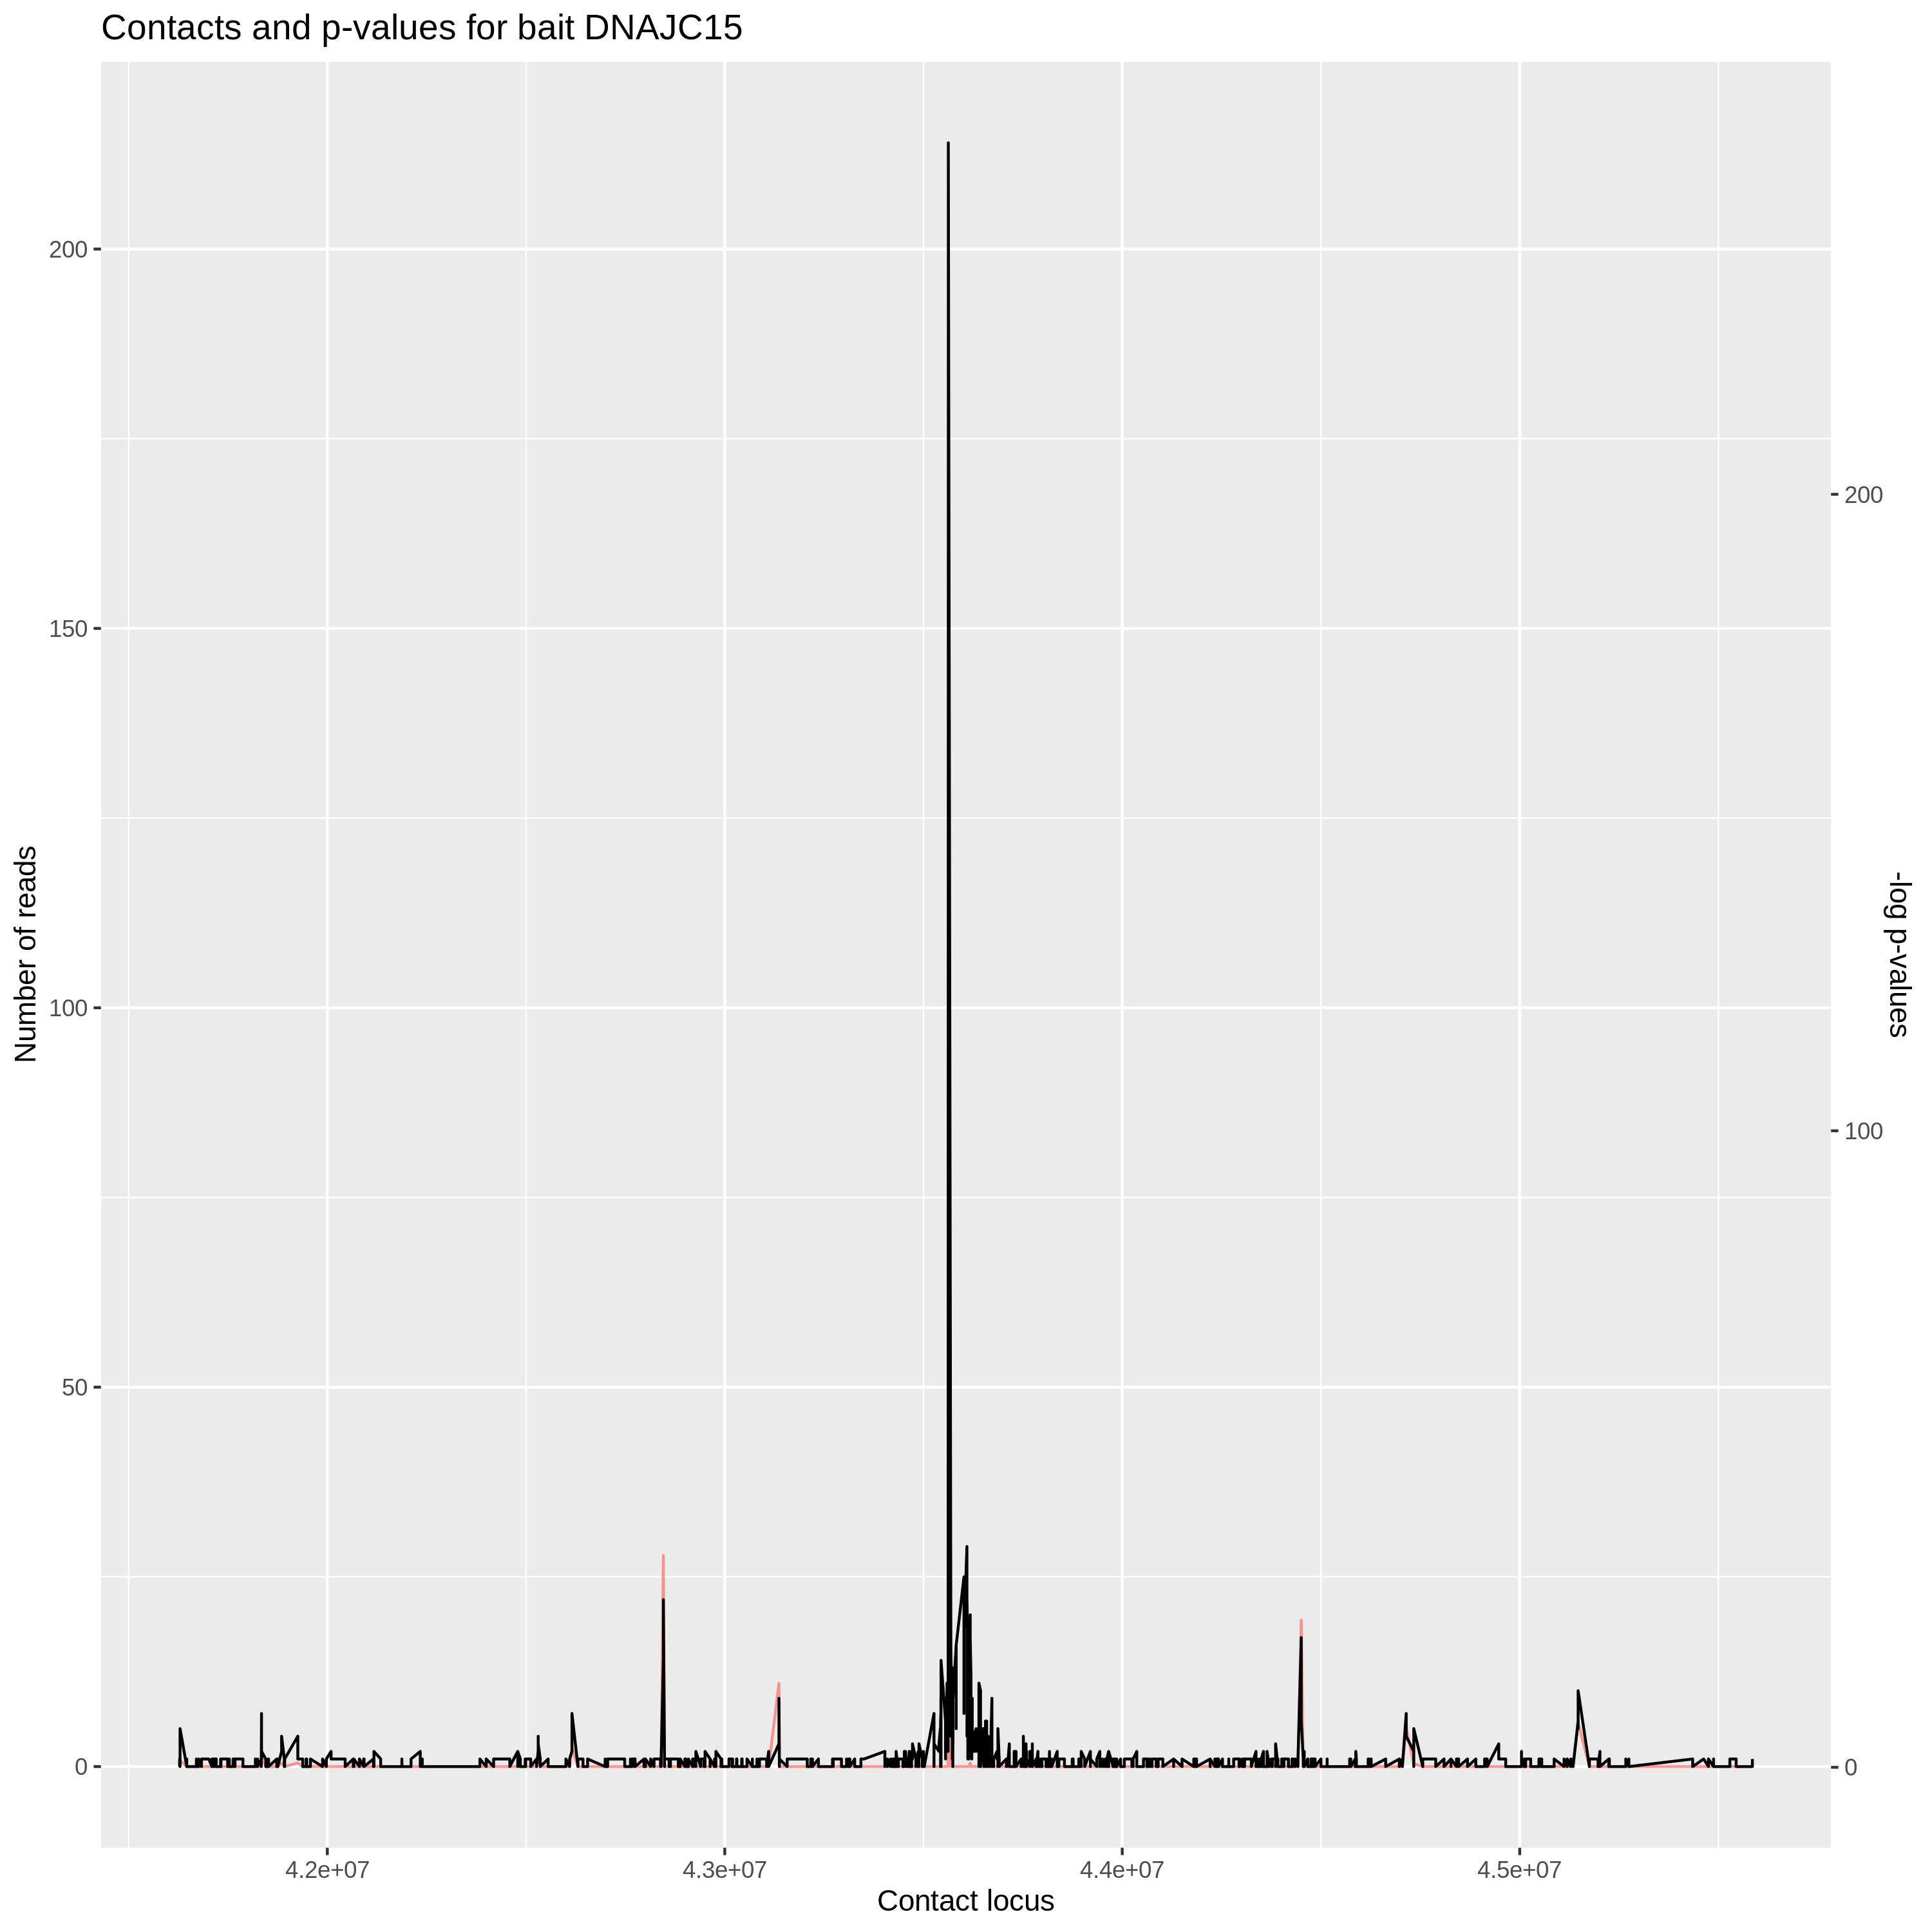 Contacts and p-values for bait DNAJC15
200
150
100
50
0
Number of reads
200
100
0
-log p-values
4.2e+07
4.3e+07
4.4e+07
4.5e+07
Contact locus